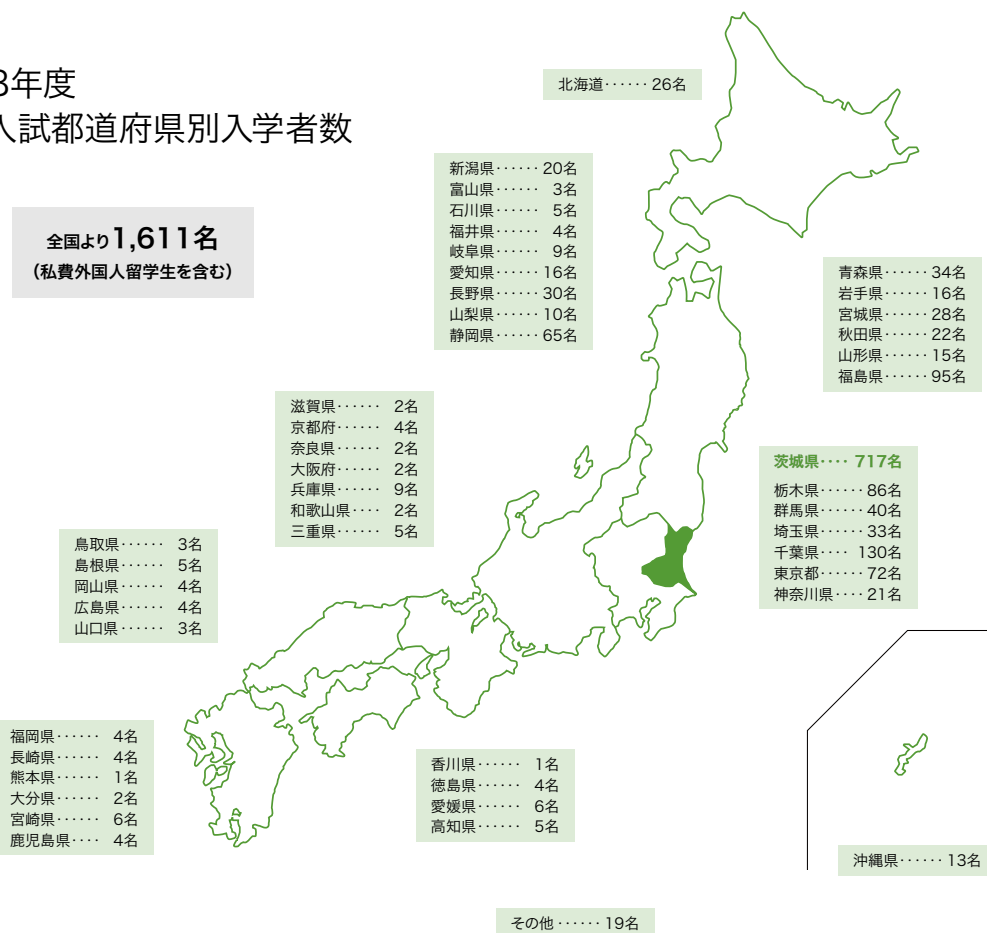 3年度
入試都道府県別入学者数
全国より1,611名
（私費外国人留学生を含む）
北海道‥‥‥ 26名
新潟県‥‥‥ 20名
富山県‥‥‥ 3名
石川県‥‥‥ 5名
福井県‥‥‥ 4名
岐阜県‥‥‥ 9名
愛知県‥‥‥ 16名
長野県‥‥‥ 30名
山梨県‥‥‥ 10名
静岡県‥‥‥ 65名
青森県‥‥‥ 34名
岩手県‥‥‥ 16名
宮城県‥‥‥ 28名
秋田県‥‥‥ 22名
山形県‥‥‥ 15名
福島県‥‥‥ 95名
滋賀県‥‥‥ 2名
京都府‥‥‥ 4名
奈良県‥‥‥ 2名
大阪府‥‥‥ 2名
兵庫県‥‥‥ 9名
和歌山県‥‥ 2名
三重県‥‥‥ 5名
茨城県‥‥ 717名
栃木県‥‥‥ 86名
群馬県‥‥‥ 40名
埼玉県‥‥‥ 33名
千葉県‥‥ 130名
東京都‥‥‥ 72名
神奈川県‥‥ 21名
鳥取県‥‥‥ 3名
島根県‥‥‥ 5名
岡山県‥‥‥ 4名
広島県‥‥‥ 4名
山口県‥‥‥ 3名
福岡県‥‥‥ 4名
長崎県‥‥‥ 4名
熊本県‥‥‥ 1名
大分県‥‥‥ 2名
宮崎県‥‥‥ 6名
鹿児島県‥‥ 4名
香川県‥‥‥ 1名
徳島県‥‥‥ 4名
愛媛県‥‥‥ 6名
高知県‥‥‥ 5名
沖縄県‥‥‥ 13名
その他‥‥‥ 19名